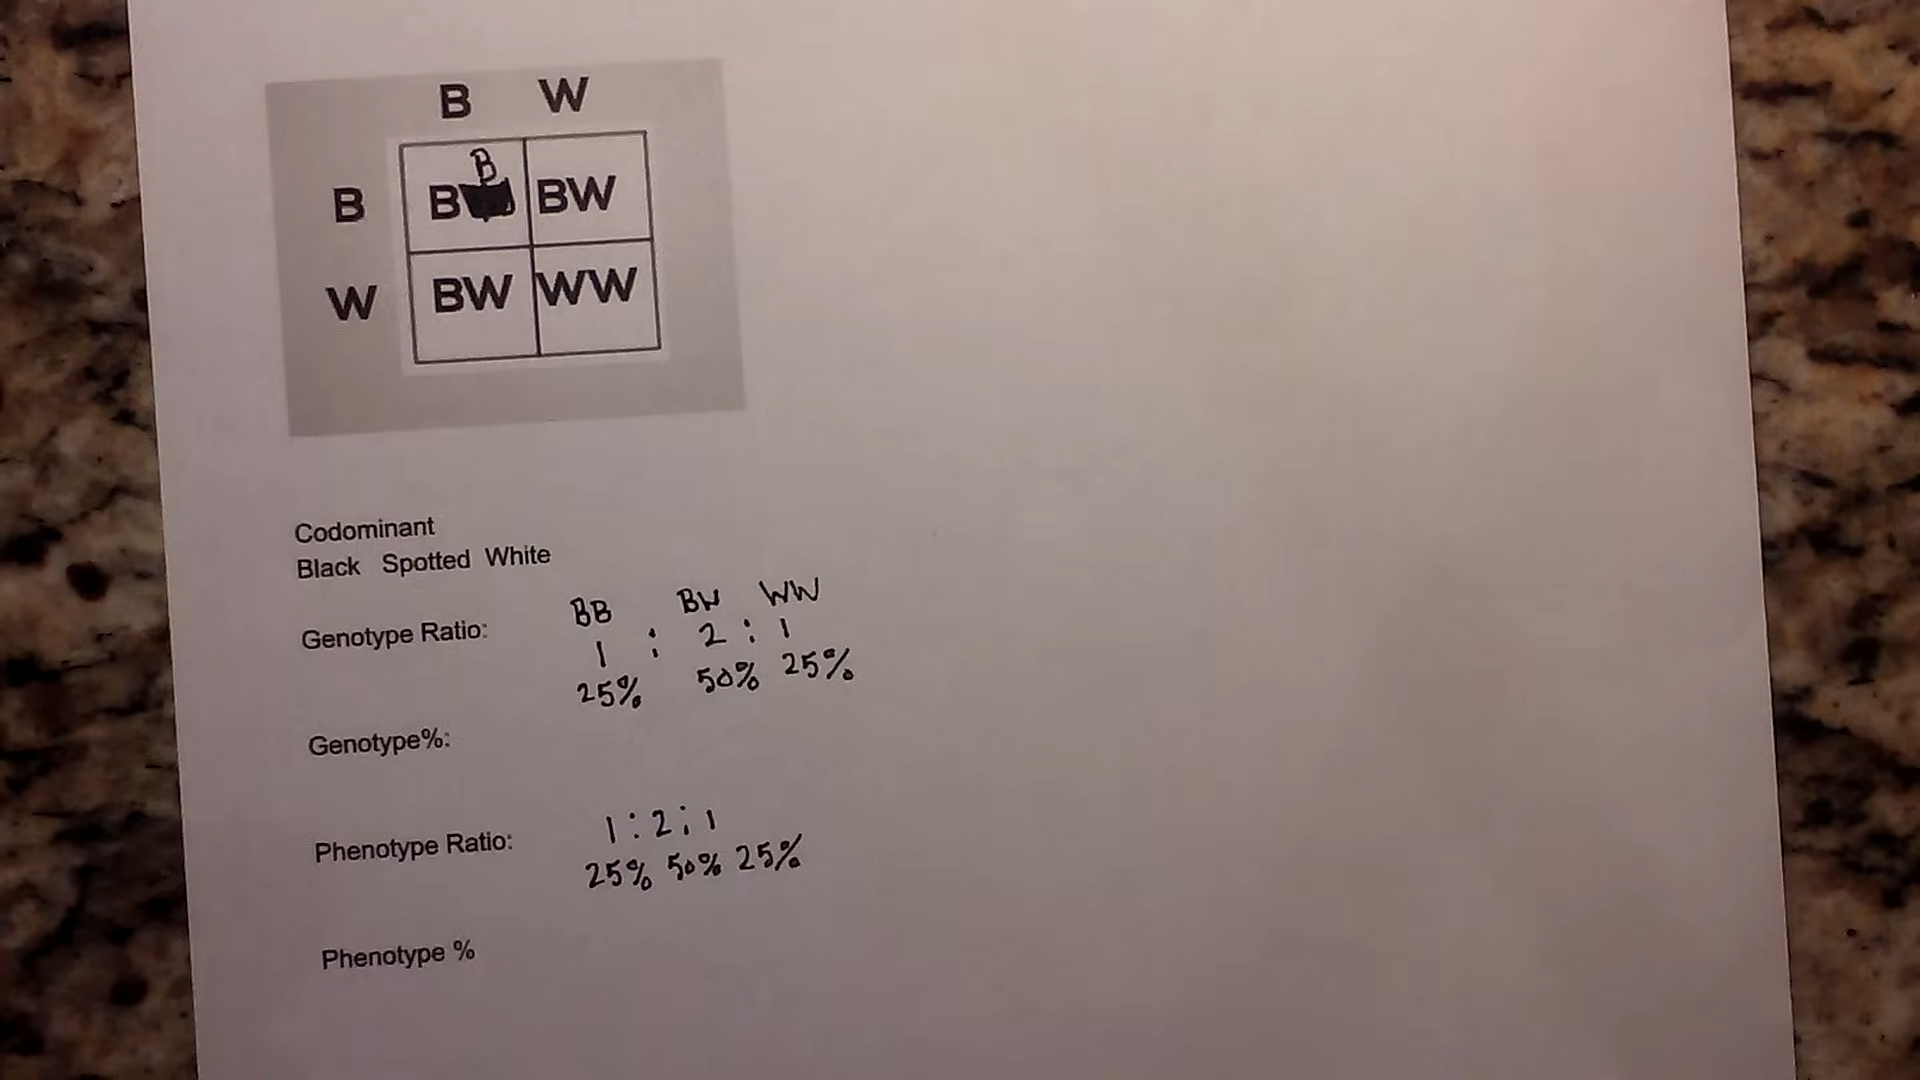 B W
B
B BW
B
W BW WW
Codominant
Black Spotted White
BB BW WW
Genotype Ratio: 1 : 2 : 1
25% 50% 25%
Genotype%:
Phenotype Ratio: 1 : 2 : 1
25% 50% 25%
Phenotype %